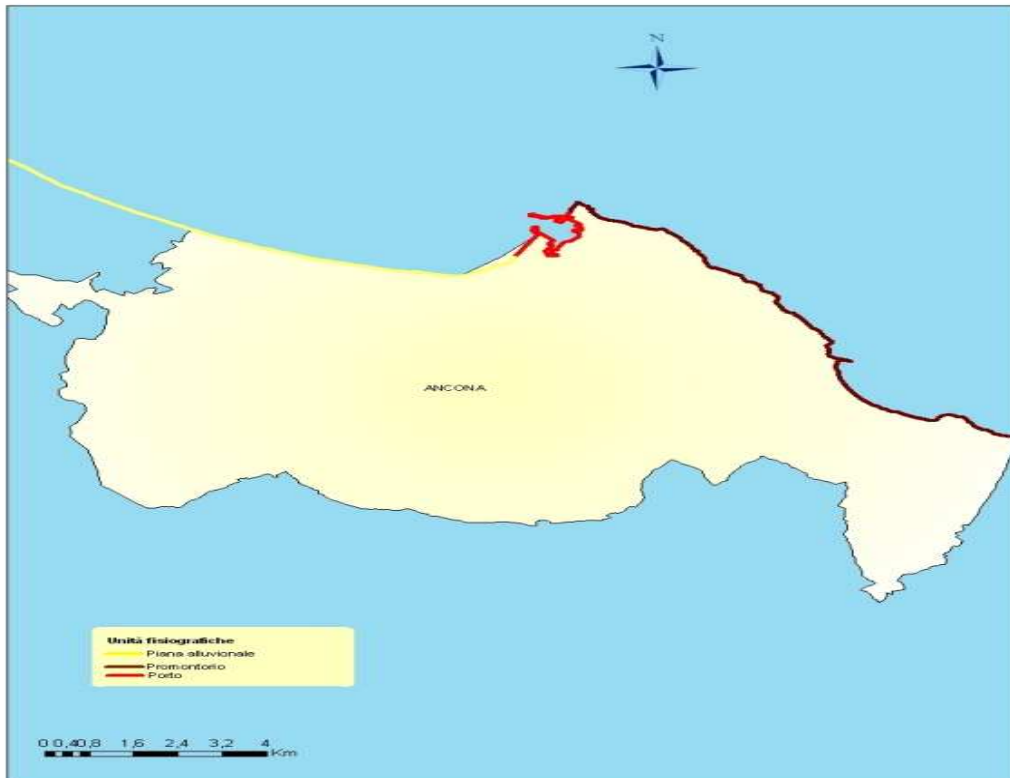 N
ANCONA
Unità fisiografiche
Piana alluvionale
Promontorio
Porto
0 0,4 0,8 1,6 2,4 3,2 4
Km